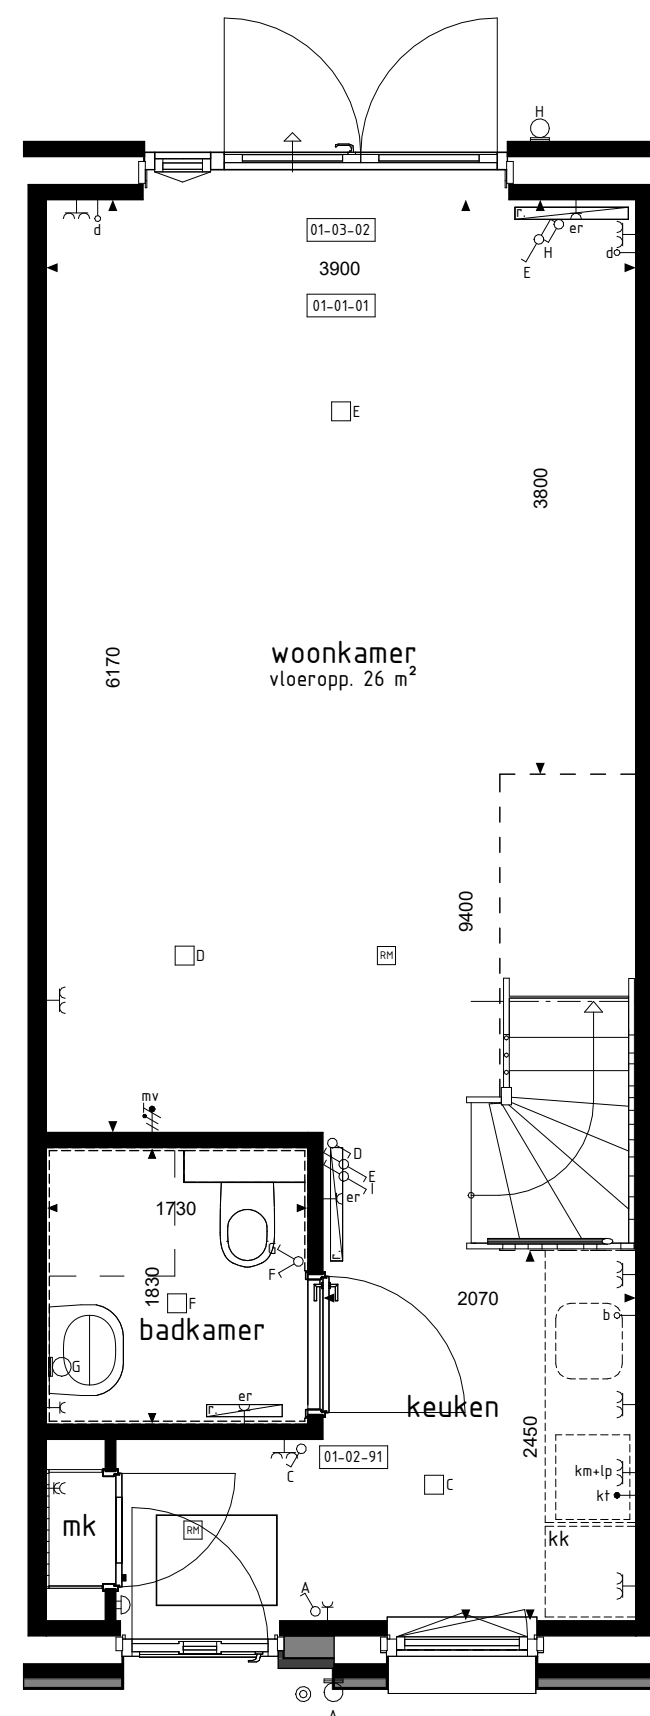 H
r.
d
er
01-03-02
H
d
3900
E
01-01-01
E
3800
woonkamer
vloeropp. 26 m²
6170
9400
D
RM
mv
D
E
I
er
r.
1730
G
F
1830
F
2070
b
badkamer
G
er
r.
keuken
2450
01-02-91
C
C
km+lp
kt
mk
RM
kk
A
A